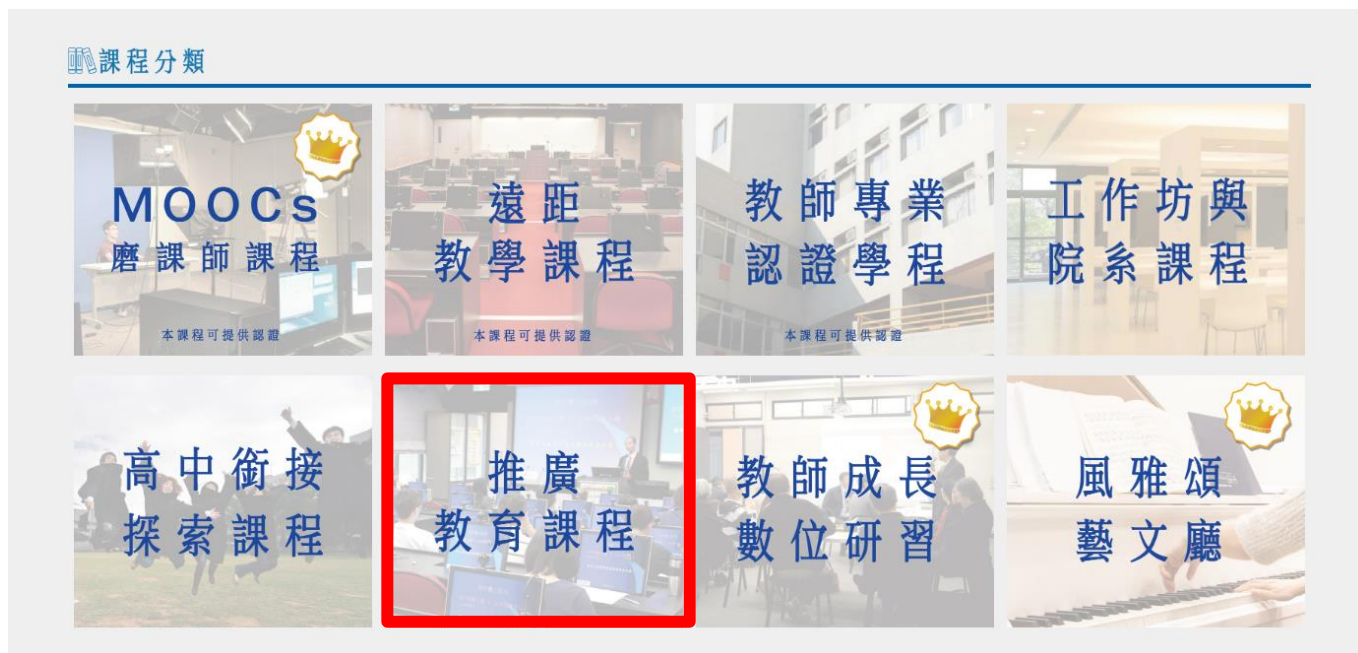 課程分類
MOOCs
磨課師課程
本課程可提供認證
遠距
教學課程
本課程可提供認證
教師專業
認證學程
本課程可提供認證
工作坊與
院系課程
高中銜接
探索課程
推廣
教育課程
教師成長
數位研習
風雅頌
藝文廳